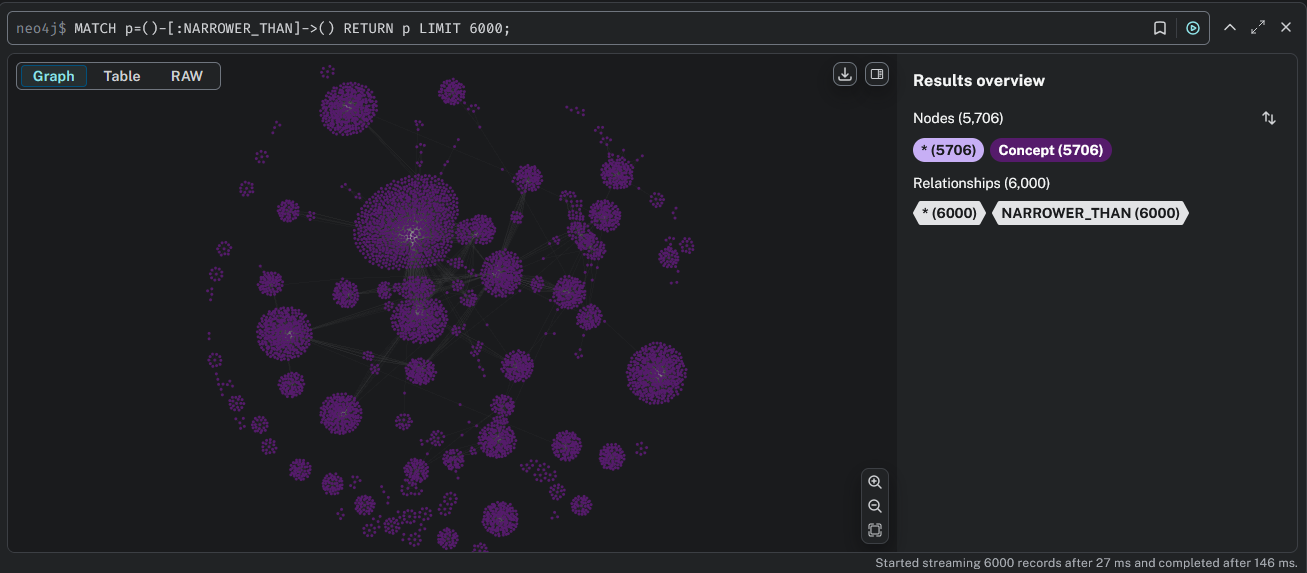 neo4j$ MATCH p=()-[:NARROWER_THAN]->() RETURN p LIMIT 6000;
Graph Table RAW
Results overview
Nodes (5,706)
* (5706) Concept (5706)
Relationships (6,000)
* (6000) NARROWER_THAN (6000)
Started streaming 6000 records after 27 ms and completed after 146 ms.